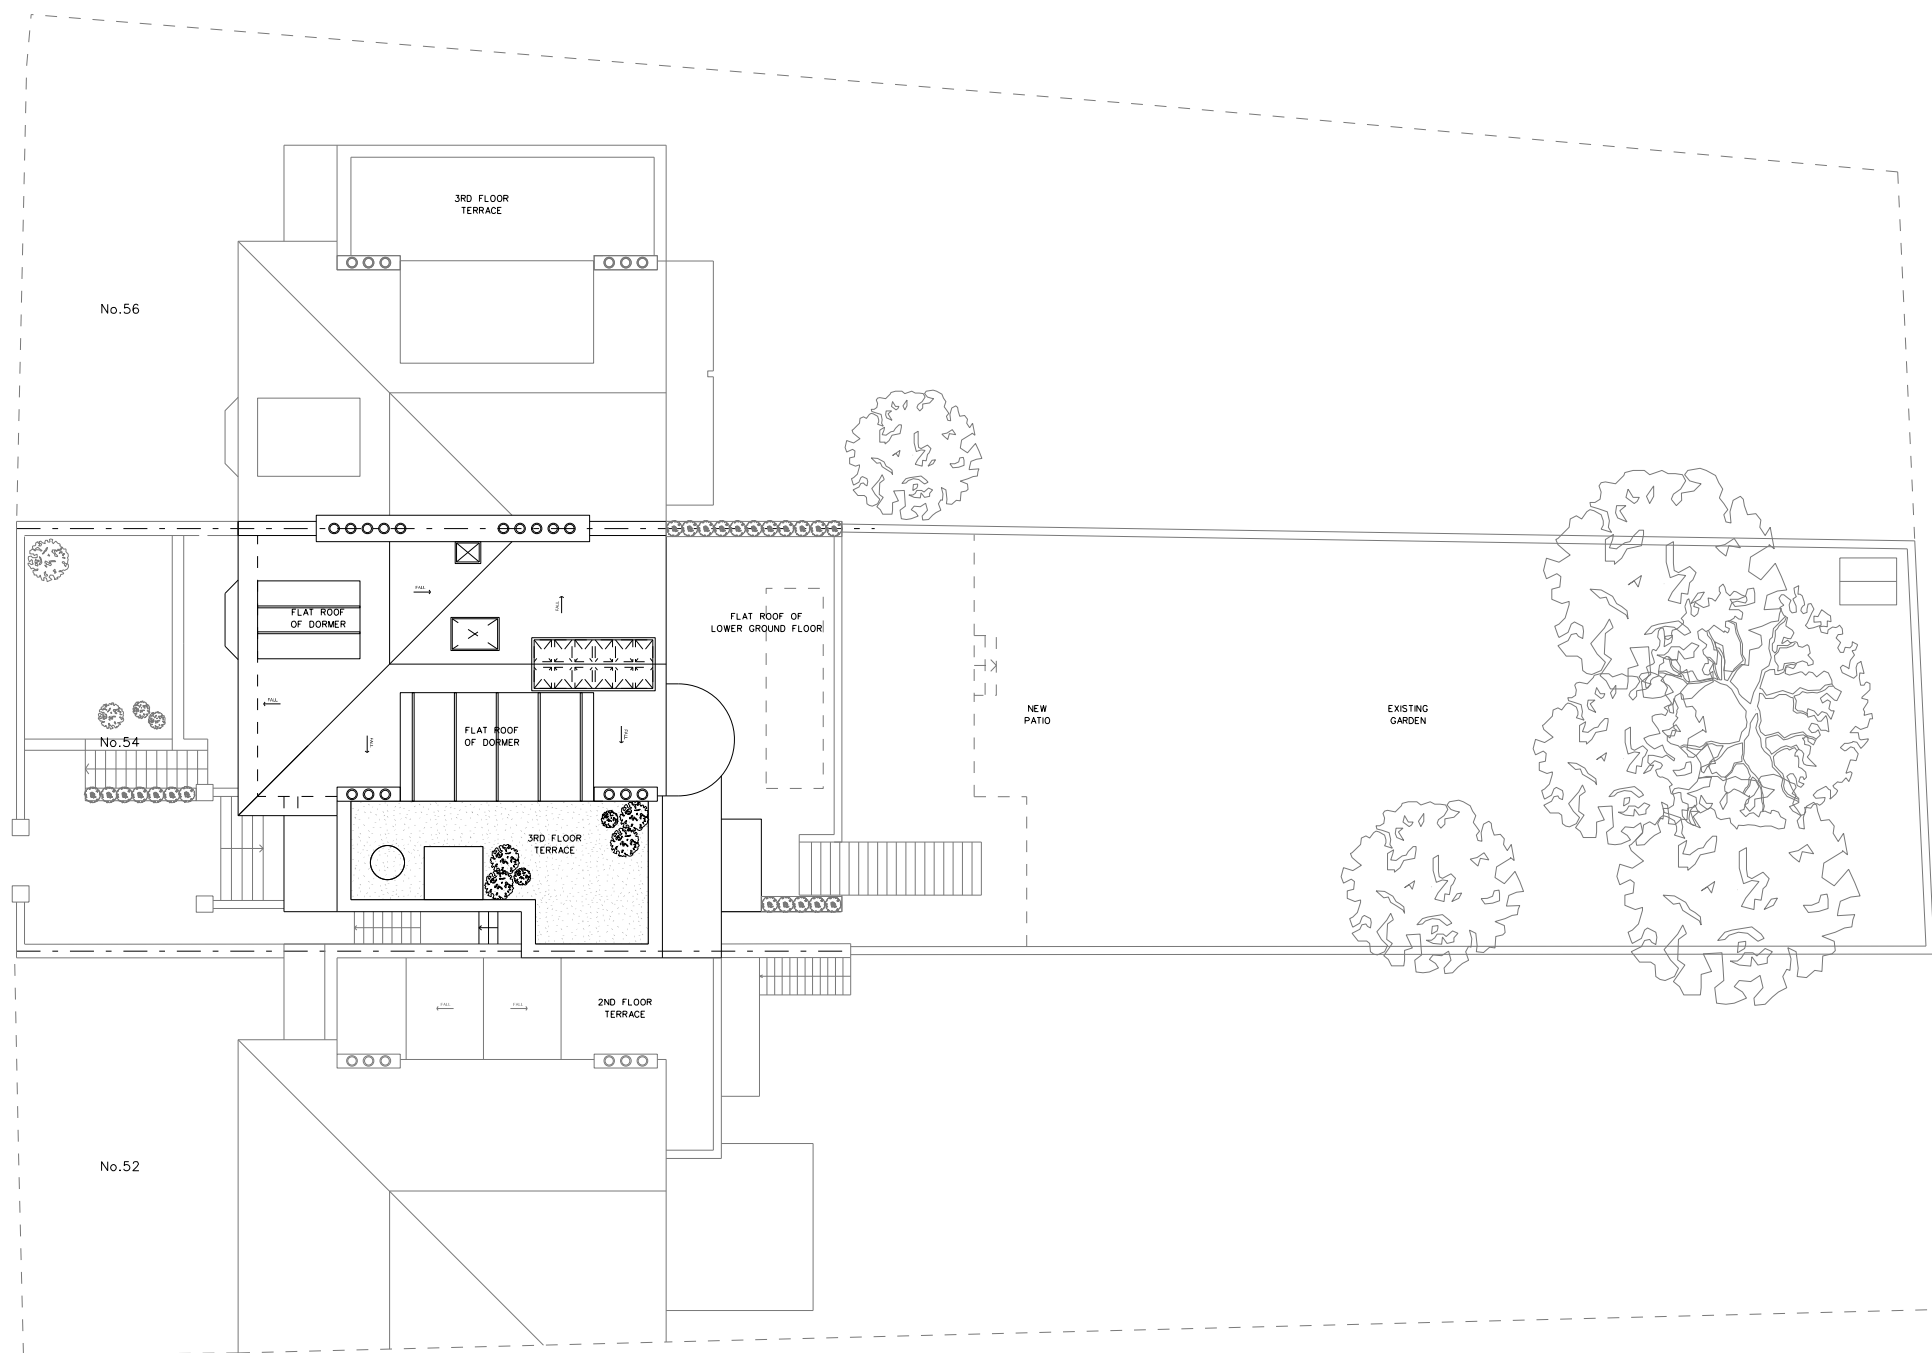 3RD FLOOR
TERRACE
No.56
FALL
FALL
FLAT ROOF
OF DORMER
FLAT ROOF OF
LOWER GROUND FLOOR
FALL
NEW
PATIO
EXISTING
GARDEN
FLAT ROOF
OF DORMER
FALL
FALL
No.54
3RD FLOOR
TERRACE
2ND FLOOR
TERRACE
FALL
FALL
No.52